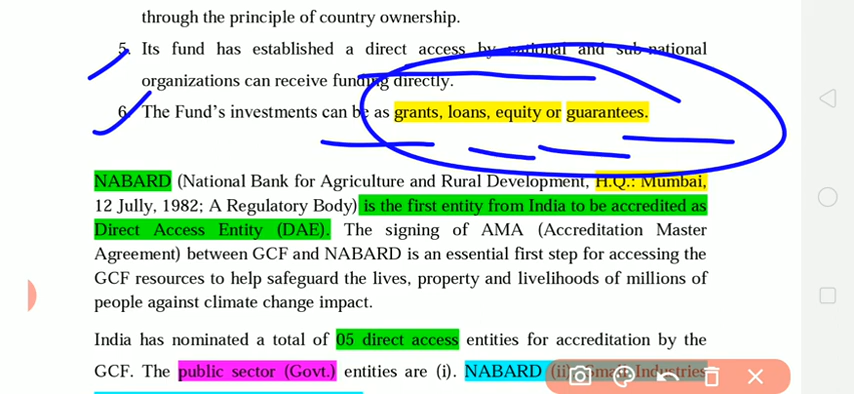 through the principle of country ownership.
5. Its fund has established a direct access by national and sub-national
organizations can receive funding directly.
6. The Fund's investments can be as grants, loans, equity or guarantees.
NABARD (National Bank for Agriculture and Rural Development, H.Q.: Mumbai,
12 Jully, 1982; A Regulatory Body) is the first entity from India to be accredited as
Direct Access Entity (DAE). The signing of AMA (Accreditation Master
Agreement) between GCF and NABARD is an essential first step for accessing the
GCF resources to help safeguard the lives, property and livelihoods of millions of
people against climate change impact.
India has nominated a total of 05 direct access entities for accreditation by the
GCF. The public sector (Govt.) entities are (i). NABARD (ii). Small Industries